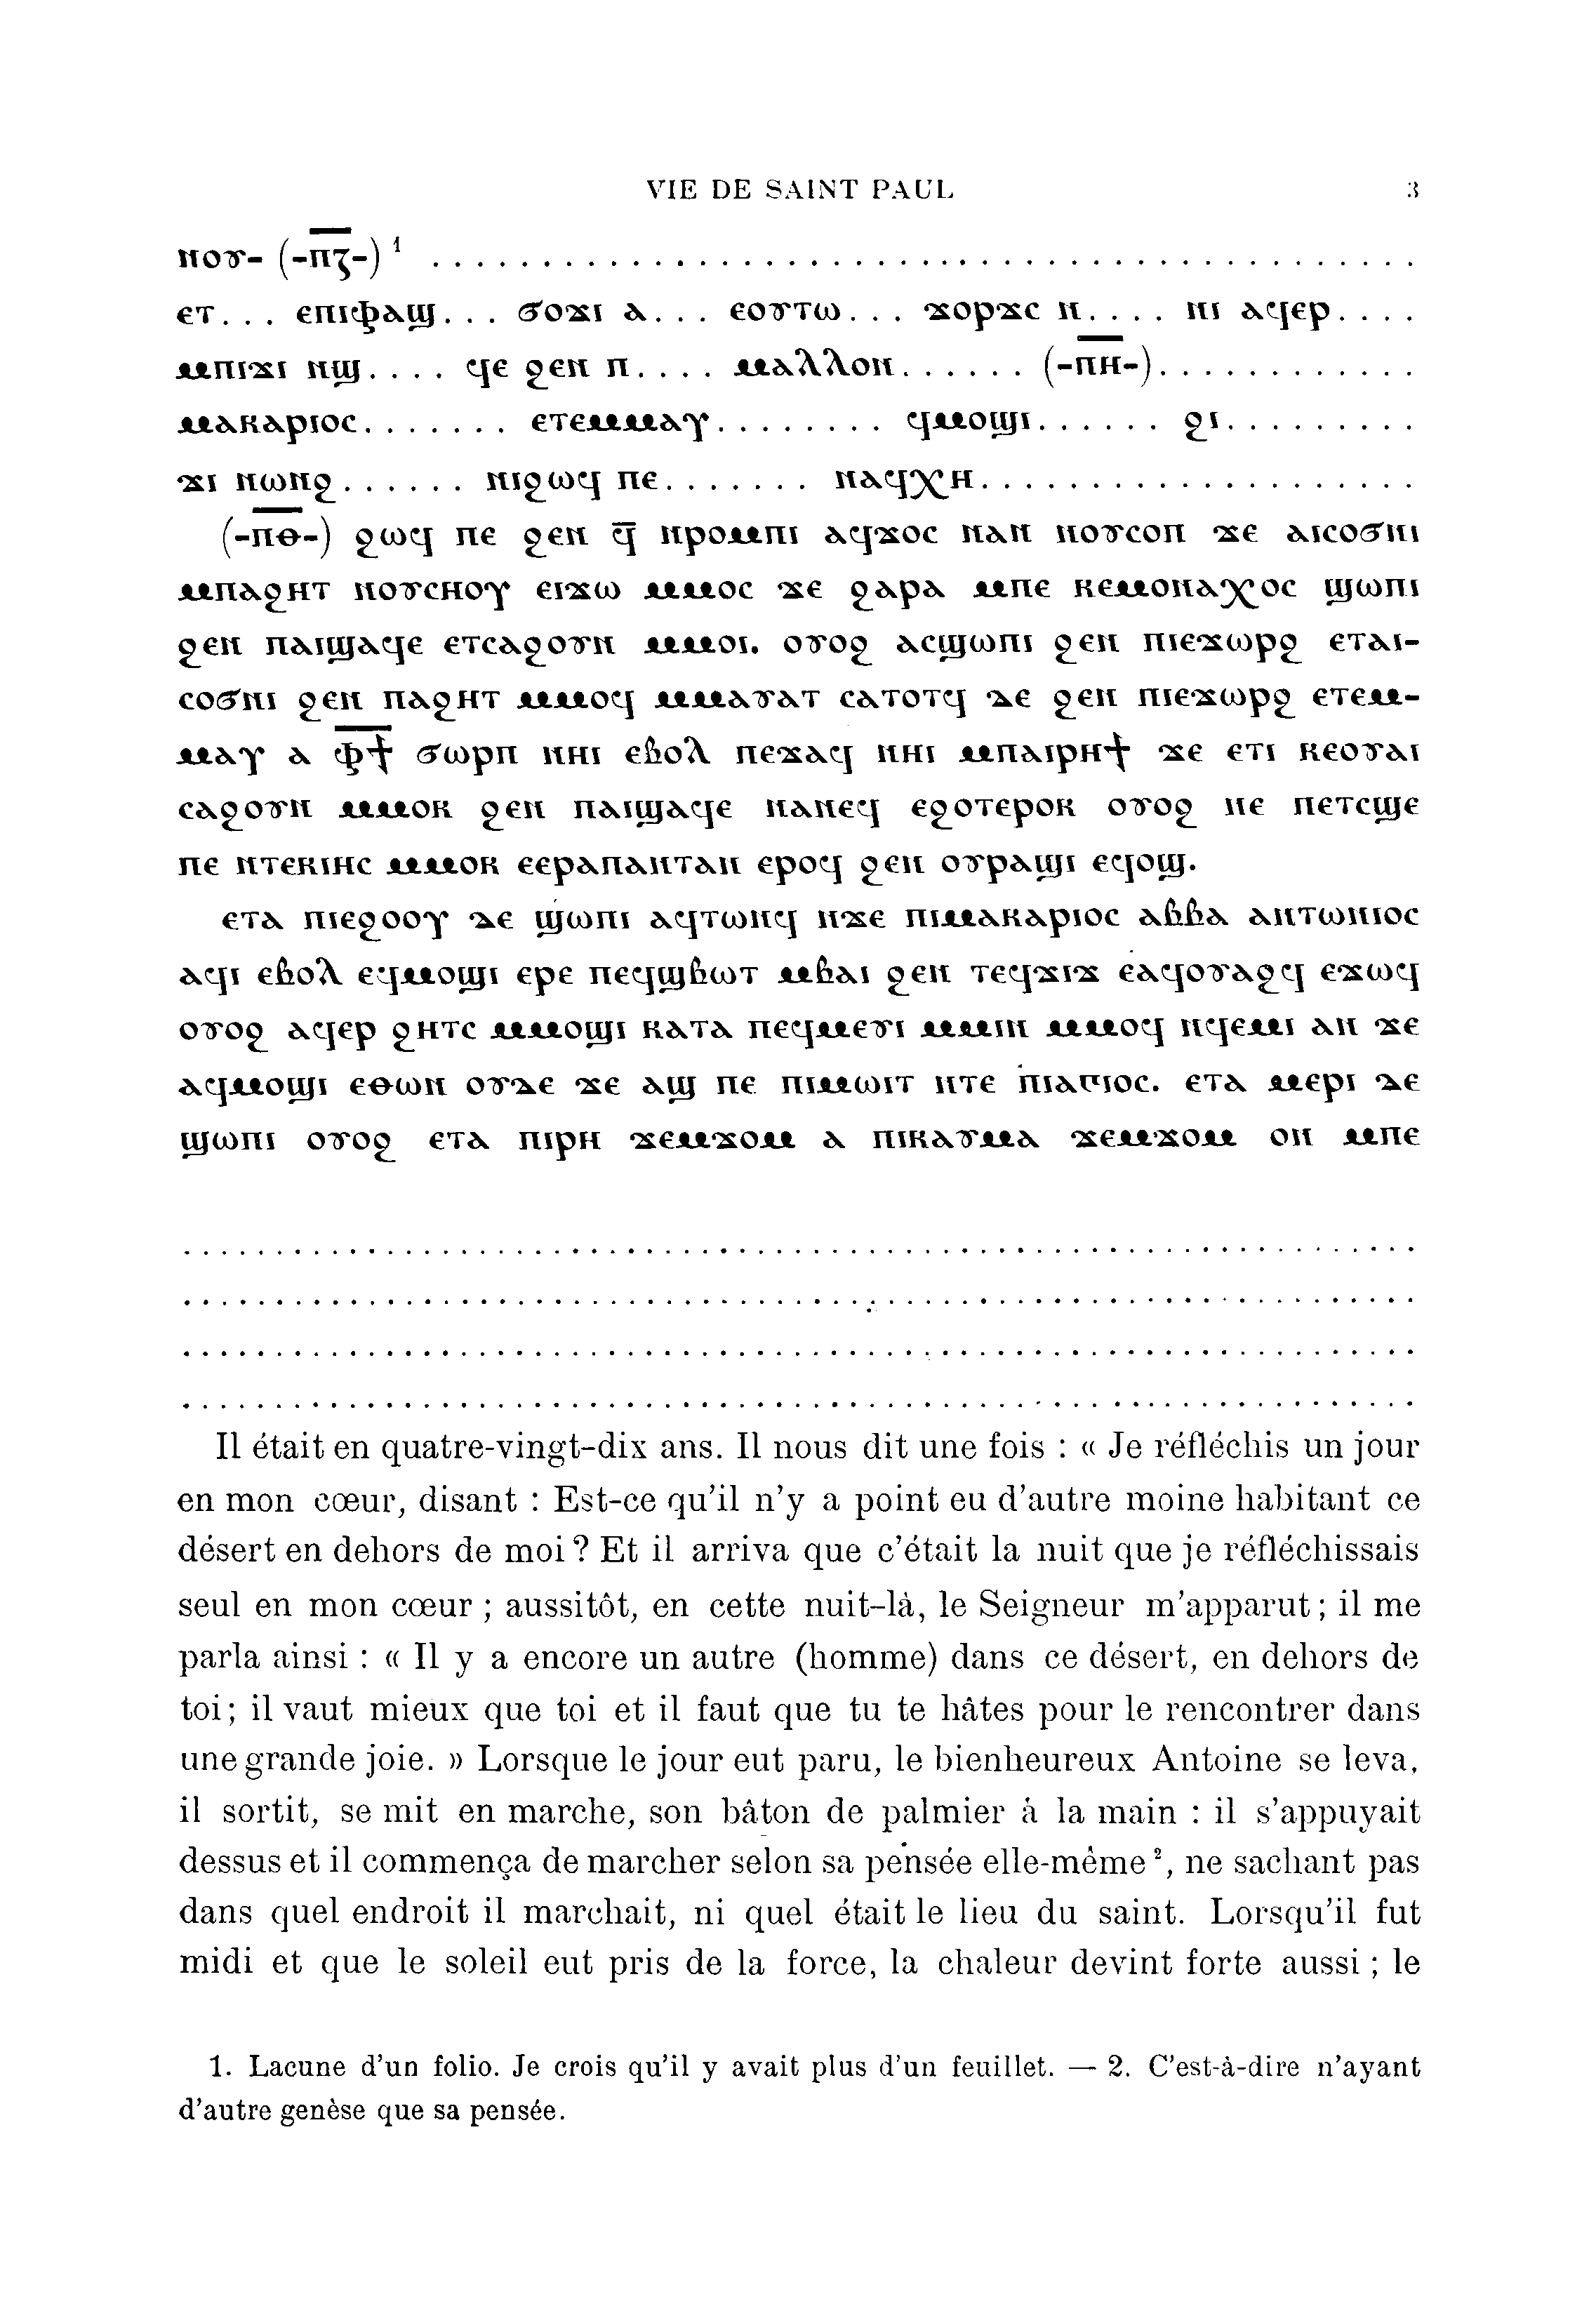 VIE DE SAINT PAUL 3
ⲛⲟⲩ- (-ⲡ̅ⲍ̅-) ¹ ..........
ⲉⲧ... ⲉⲡⲓⲫⲁϣ... ϭⲟϫⲓ ⲁ... ⲉⲟⲩⲧⲱ... ϫⲟⲣϫⲥ ⲛ.... ⲛⲓ ⲁϥⲉⲣ....
ⲙⲡⲓϫⲓ ⲛϣ.... ϥⲉ ϩⲉⲛ ⲡ.... ⲙⲁⲗⲗⲟⲛ...... (-ⲡ̅ⲏ̅-)............
ⲙⲁⲕⲁⲣⲓⲟⲥ....... ⲉⲧⲉⲙⲙⲁⲩ........ ϥⲙⲟϣⲓ...... ϩⲓ.........
ϫⲓ ⲛⲱⲛϩ...... ⲛⲓϩⲱϥ ⲡⲉ....... ⲛⲁϥⲭⲏ....................
(-ⲡ̅ⲑ̅-) ϩⲱϥ ⲡⲉ ϩⲉⲛ ϥ̅ ⲛⲣⲟⲙⲡⲓ ⲁϥϫⲟⲥ ⲛⲁⲛ ⲛⲟⲩⲥⲟⲡ ϫⲉ ⲁⲓⲥⲟϭⲛⲓ
ⲙⲡⲁϩⲏⲧ ⲛⲟⲩⲥⲛⲟⲩ ⲉⲓϫⲱ ⲙⲙⲟⲥ ϫⲉ ϩⲁⲣⲁ ⲙⲡⲉ ⲕⲉⲙⲟⲛⲁⲭⲟⲥ ϣⲱⲡⲓ
ϩⲉⲛ ⲡⲁⲓϣⲁϥⲉ ⲉⲧⲥⲁϩⲟⲩⲛ ⲙⲙⲟⲓ. ⲟⲩⲟϩ ⲁⲥϣⲱⲡⲓ ϩⲉⲛ ⲡⲓⲉϫⲱⲣϩ ⲉⲧⲁⲓ-
ⲥⲟϭⲛⲓ ϩⲉⲛ ⲡⲁϩⲏⲧ ⲙⲙⲟϥ ⲙⲙⲁⲩⲁⲧ ⲥⲁⲧⲟⲧϥ ⲇⲉ ϩⲉⲛ ⲡⲓⲉϫⲱⲣϩ ⲉⲧⲉⲙ-
ⲙⲁⲩ ⲁ ⲫ̅ϯ̅ ϭⲱⲣⲡ ⲛⲏⲓ ⲉⲃⲟⲗ ⲡⲉϫⲁϥ ⲛⲏⲓ ⲙⲡⲁⲓⲣⲏϯ ϫⲉ ⲉⲧⲓ ⲕⲉⲟⲩⲁⲓ
ⲥⲁϩⲟⲩⲛ ⲙⲙⲟⲕ ϩⲉⲛ ⲡⲁⲓϣⲁϥⲉ ⲛⲁⲛⲉϥ ⲉϩⲟⲧⲉⲣⲟⲕ ⲟⲩⲟϩ ⲛⲉ ⲡⲉⲧⲥϣⲉ
ⲡⲉ ⲛⲧⲉⲕⲓⲏⲥ ⲙⲙⲟⲕ ⲉⲉⲣⲁⲡⲁⲛⲧⲁⲛ ⲉⲣⲟϥ ϩⲉⲛ ⲟⲩⲣⲁϣⲓ ⲉϥⲟϣ.
ⲉⲧⲁ ⲡⲓⲉϩⲟⲟⲩ ⲇⲉ ϣⲱⲡⲓ ⲁϥⲧⲱⲛϥ ⲛϫⲉ ⲡⲓⲙⲁⲕⲁⲣⲓⲟⲥ ⲁⲃⲃⲁ ⲁⲛⲧⲱⲛⲓⲟⲥ
ⲁϥⲓ ⲉⲃⲟⲗ ⲉϥⲙⲟϣⲓ ⲉⲣⲉ ⲡⲉϥϣⲃⲱⲧ ⲙⲃⲁⲓ ϩⲉⲛ ⲧⲉϥϫⲓϫ ⲉⲁϥⲟⲩⲁϩϥ ⲉϫⲱϥ
ⲟⲩⲟϩ ⲁϥⲉⲣ ϩⲏⲧⲥ ⲙⲙⲟϣⲓ ⲕⲁⲧⲁ ⲡⲉϥⲙⲉⲩⲓ ⲙⲙⲓⲛ ⲙⲙⲟϥ ⲛϥⲉⲙⲓ ⲁⲛ ϫⲉ
ⲁϥⲙⲟϣⲓ ⲉⲑⲱⲛ ⲟⲩⲇⲉ ϫⲉ ⲁϣ ⲡⲉ ⲡⲓⲙⲱⲓⲧ ⲛⲧⲉ ⲡⲓⲁⲅⲓⲟⲥ. ⲉⲧⲁ ⲙⲉⲣⲓ ⲇⲉ
ϣⲱⲡⲓ ⲟⲩⲟϩ ⲉⲧⲁ ⲡⲓⲣⲏ ϫⲉⲙϫⲟⲙ ⲁ ⲡⲓⲕⲁⲩⲙⲁ ϫⲉⲙϫⲟⲙ ⲟⲛ ⲙⲡⲉ
..........
..........
..........
..........
Il était en quatre-vingt-dix ans. Il nous dit une fois : « Je réfléchis un jour
en mon cœur, disant : Est-ce qu'il n'y a point eu d'autre moine habitant ce
désert en dehors de moi ? Et il arriva que c'était la nuit que je réfléchissais
seul en mon cœur ; aussitôt, en cette nuit-là, le Seigneur m'apparut ; il me
parla ainsi : « Il y a encore un autre (homme) dans ce désert, en dehors de
toi ; il vaut mieux que toi et il faut que tu te hâtes pour le rencontrer dans
une grande joie. » Lorsque le jour eut paru, le bienheureux Antoine se leva,
il sortit, se mit en marche, son bâton de palmier à la main : il s'appuyait
dessus et il commença de marcher selon sa pensée elle-même ², ne sachant pas
dans quel endroit il marchait, ni quel était le lieu du saint. Lorsqu'il fut
midi et que le soleil eut pris de la force, la chaleur devint forte aussi ; le
1. Lacune d'un folio. Je crois qu'il y avait plus d'un feuillet. — 2. C'est-à-dire n'ayant
d'autre genèse que sa pensée.